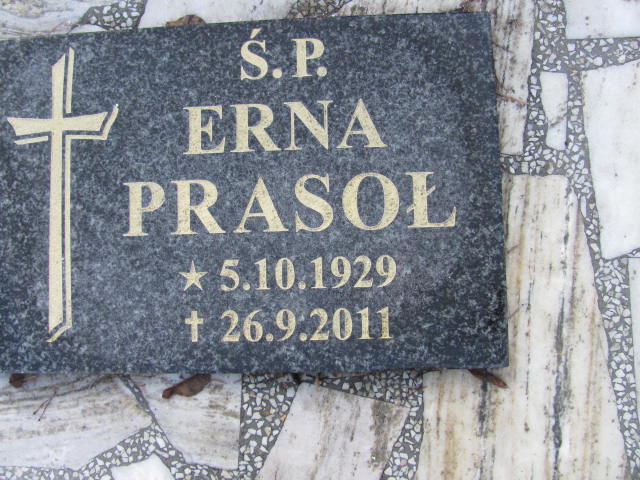 Ś.P.
ERNA
PRASOŁ
★ 5.10.1929
✝ 26.9.2011